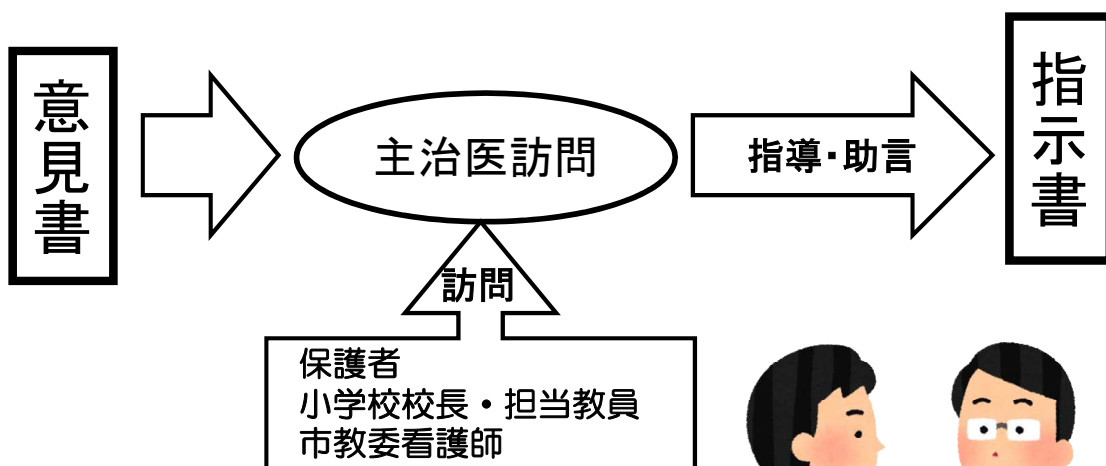 意見書
主治医訪問
指導・助言
指示書
訪問
保護者
小学校校長・担当教員
市教委看護師